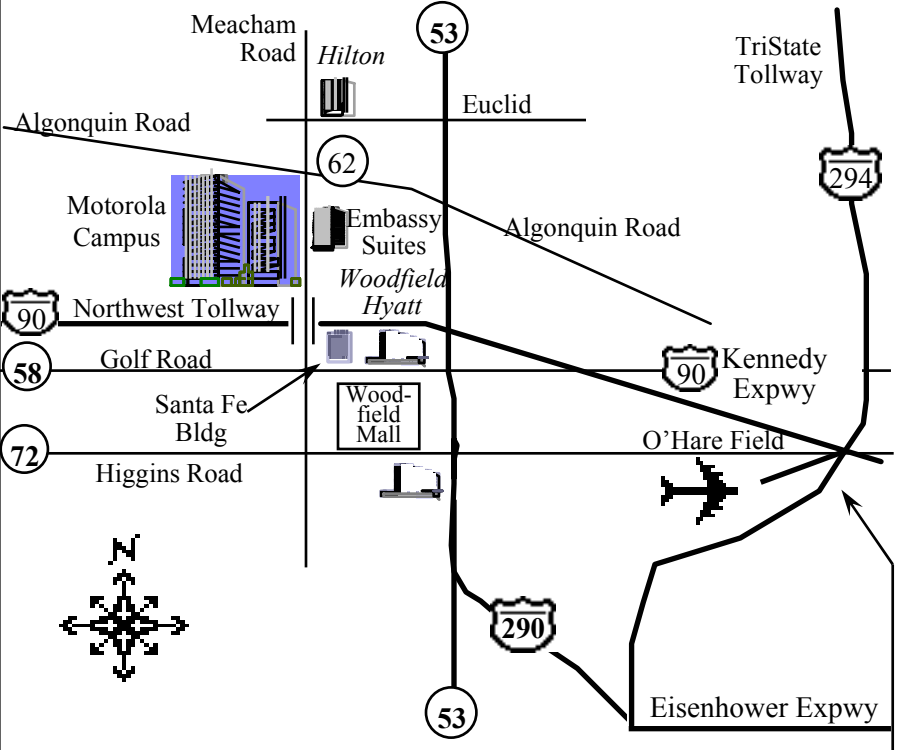 Meacham
Road
Hilton
53
TriState
Tollway
Euclid
Algonquin Road
62
294
Motorola
Campus
Embassy
Suites
Algonquin Road
Woodfield
Hyatt
90
Northwest Tollway
58
Golf Road
90
Kennedy
Expwy
Santa Fe
Bldg
Wood-
field
Mall
72
O'Hare Field
Higgins Road
N
290
53
Eisenhower Expwy